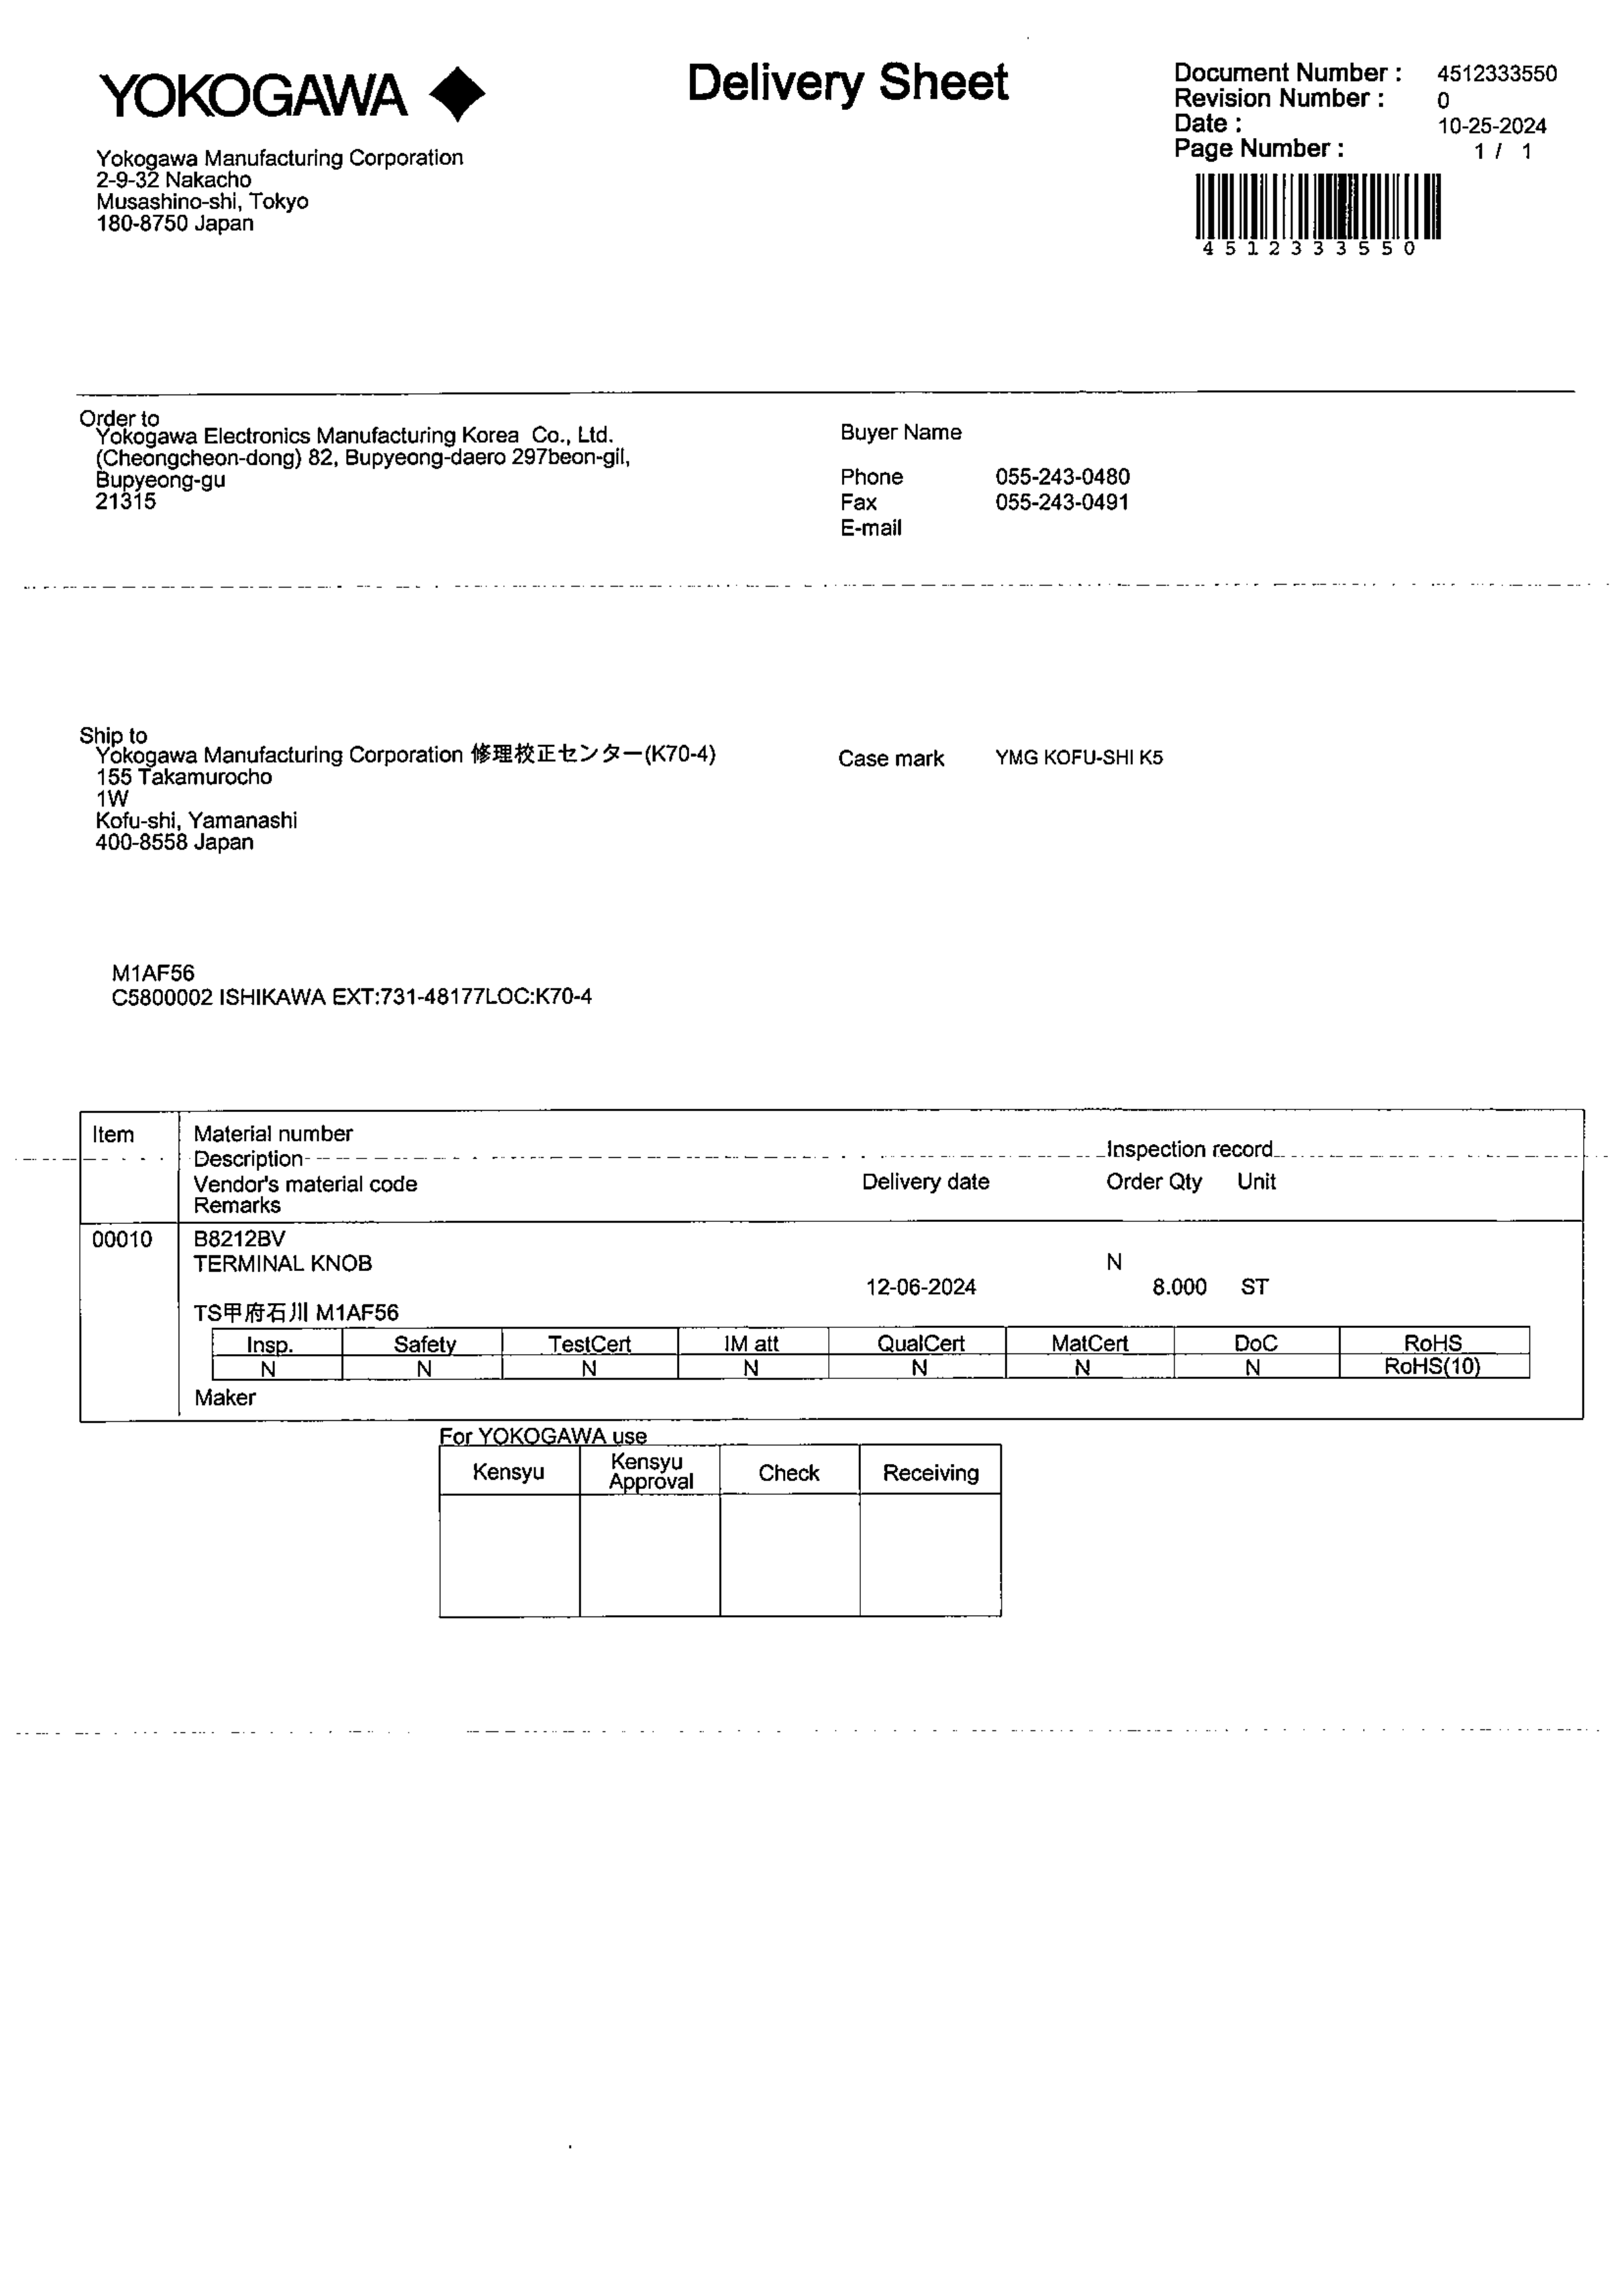 YOKOGAWA
Delivery Sheet
Document Number : 4512333550
Revision Number : 0
Date : 10-25-2024
Page Number : 1 / 1
4512333550
Yokogawa Manufacturing Corporation
2-9-32 Nakacho
Musashino-shi, Tokyo
180-8750 Japan
Order to
Yokogawa Electronics Manufacturing Korea Co., Ltd.
(Cheongcheon-dong) 82, Bupyeong-daero 297beon-gil,
Bupyeong-gu
21315
Buyer Name
Phone 055-243-0480
Fax 055-243-0491
E-mail
Ship to
Yokogawa Manufacturing Corporation 修理校正センター(K70-4)
155 Takamurocho
1W
Kofu-shi, Yamanashi
400-8558 Japan
Case mark YMG KOFU-SHI K5
M1AF56
C5800002 ISHIKAWA EXT:731-48177LOC:K70-4
Item Material number
Description Inspection record
Vendor's material code Delivery date Order Qty Unit
Remarks
00010 B8212BV
TERMINAL KNOB N
12-06-2024 8.000 ST
TS甲府石川 M1AF56
Insp. Safety TestCert IM att QualCert MatCert DoC RoHS
N N N N N N N RoHS(10)
Maker
For YOKOGAWA use
Kensyu Kensyu Approval Check Receiving